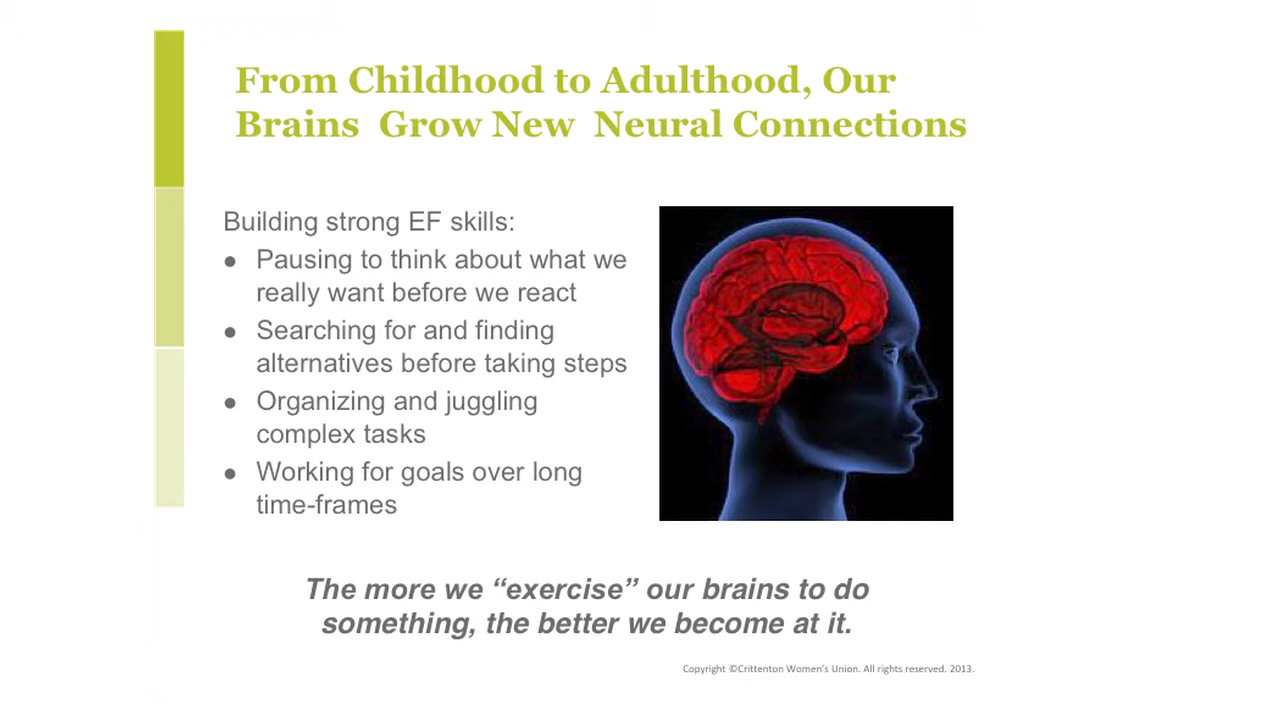 From Childhood to Adulthood, Our
Brains  Grow New  Neural Connections
Building strong EF skills:
● Pausing to think about what we
really want before we react
● Searching for and finding
alternatives before taking steps
● Organizing and juggling
complex tasks
● Working for goals over long
time-frames
The more we “exercise” our brains to do
something, the better we become at it.
Copyright ©Crittenton Women’s Union. All rights reserved. 2013.